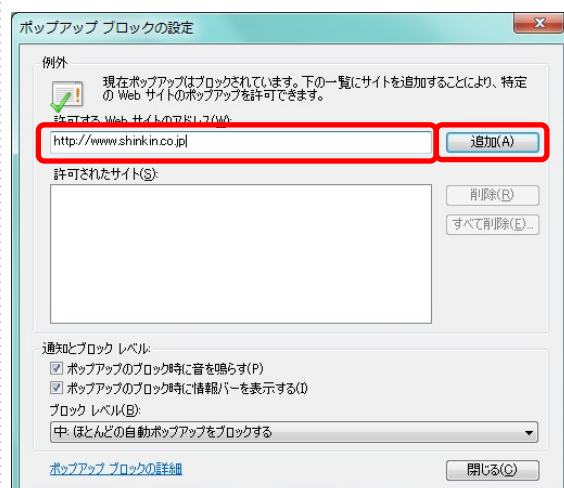 ポップアップ ブロックの設定
例外
現在ポップアップはブロックされています。下の一覧にサイトを追加することにより、特定
の Web サイトのポップアップを許可できます。
許可する Web サイトのアドレス(W):
http://www.shinkin.co.jp
追加(A)
許可されたサイト(S):
削除(R)
すべて削除(E)...
通知とブロック レベル:
ポップアップのブロック時に音を鳴らす(P)
ポップアップのブロック時に情報バーを表示する(I)
ブロック レベル(B):
中: ほとんどの自動ポップアップをブロックする
ポップアップ ブロックの詳細
閉じる(C)